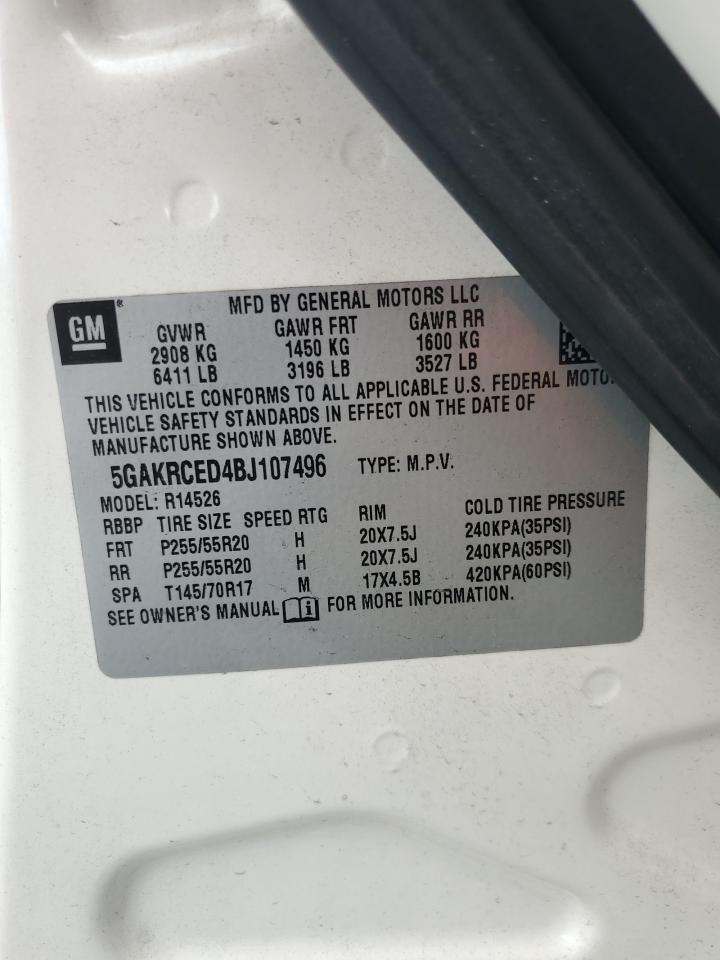 GM
MFD BY GENERAL MOTORS LLC
GVWR GAWR FRT GAWR RR
2908 KG 1450 KG 1600 KG
6411 LB 3196 LB 3527 LB
THIS VEHICLE CONFORMS TO ALL APPLICABLE U.S. FEDERAL
VEHICLE SAFETY STANDARDS IN EFFECT ON THE DATE OF
MANUFACTURE SHOWN ABOVE.
5GAKRCED4BJ107496 TYPE: M.P.V.
MODEL: R14526
RBBP TIRE SIZE SPEED RTG RIM COLD TIRE PRESSURE
FRT P255/55R20 H 20X7.5J 240KPA(35PSI)
RR P255/55R20 H 20X7.5J 240KPA(35PSI)
SPA T145/70R17 M 17X4.5B 420KPA(60PSI)
SEE OWNER'S MANUAL i FOR MORE INFORMATION.